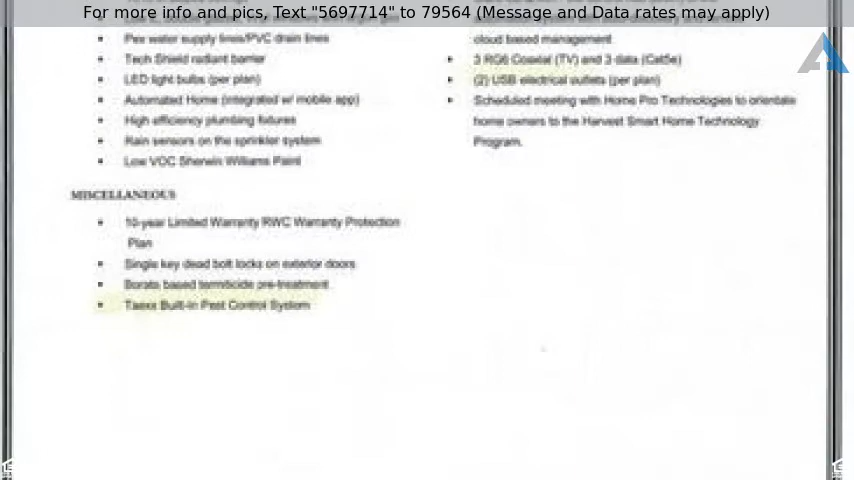 For more info and pics, Text "5697714" to 79564 (Message and Data rates may apply)
Pex water supply lines/PVC drain lines
Tech Shield radiant barrier
LED light bulbs (per plan)
Automated Home (integrated w/ mobile app)
High efficiency plumbing fixtures
Rain sensors on the sprinkler system
Low VOC Sherwin Williams Paint
cloud based management
3 RG6 Coaxial (TV) and 3 data (Cat5e)
(2) USB electrical outlets (per plan)
Scheduled meeting with Home Pro Technologies to orientate
home owners to the Harvest Smart Home Technology
Program.
MISCELLANEOUS
10-year Limited Warranty RWC Warranty Protection
Plan
Single key dead bolt locks on exterior doors
Borate based termiticide pre-treatment
Taexx Built-in Pest Control System